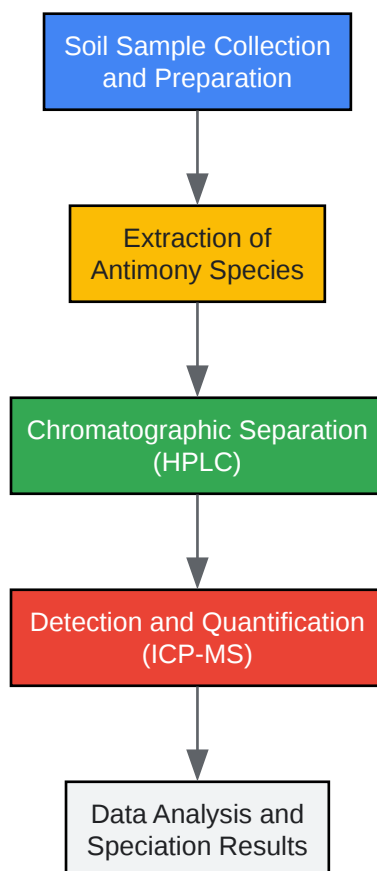 Soil Sample Collection
and Preparation
Extraction of
Antimony Species
Chromatographic Separation
(HPLC)
Detection and Quantification
(ICP-MS)
Data Analysis and
Speciation Results